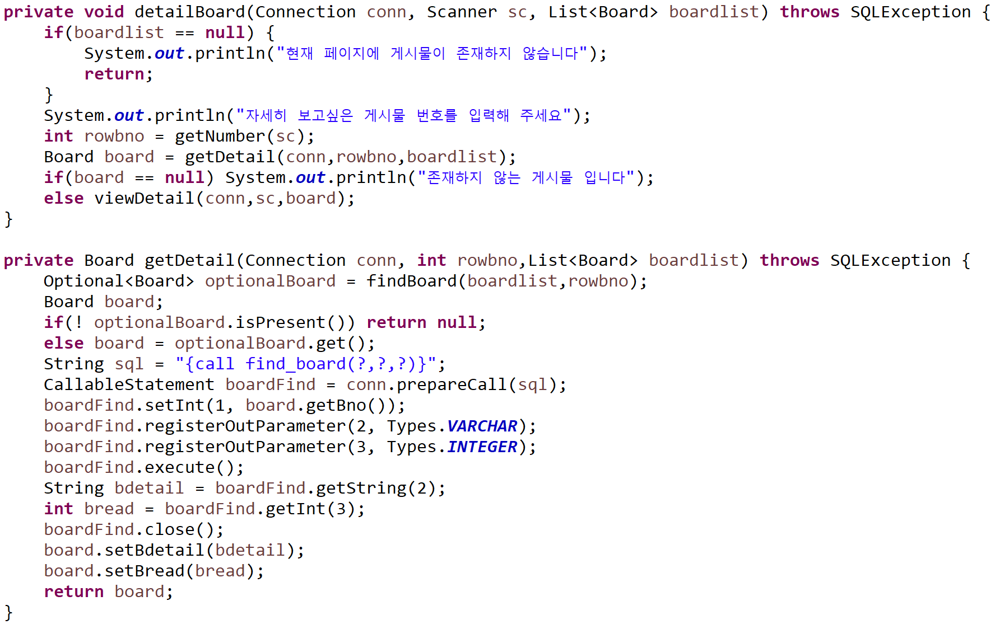 private void detailBoard(Connection conn, Scanner sc, List<Board> boardlist) throws SQLException {
    if(boardlist == null) {
        System.out.println("현재 페이지에 게시물이 존재하지 않습니다");
        return;
    }
    System.out.println("자세히 보고싶은 게시물 번호를 입력해 주세요");
    int rowbno = getNumber(sc);
    Board board = getDetail(conn,rowbno,boardlist);
    if(board == null) System.out.println("존재하지 않는 게시물 입니다");
    else viewDetail(conn,sc,board);
}

private Board getDetail(Connection conn, int rowbno,List<Board> boardlist) throws SQLException {
    Optional<Board> optionalBoard = findBoard(boardlist,rowbno);
    Board board;
    if(! optionalBoard.isPresent()) return null;
    else board = optionalBoard.get();
    String sql = "{call find_board(?,?,?)}";
    CallableStatement boardFind = conn.prepareCall(sql);
    boardFind.setInt(1, board.getBno());
    boardFind.registerOutParameter(2, Types.VARCHAR);
    boardFind.registerOutParameter(3, Types.INTEGER);
    boardFind.execute();
    String bdetail = boardFind.getString(2);
    int bread = boardFind.getInt(3);
    boardFind.close();
    board.setBdetail(bdetail);
    board.setBread(bread);
    return board;
}